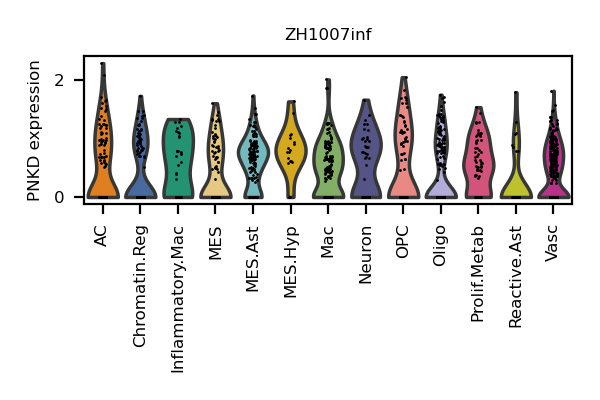 ZH1007inf
PNKD expression
2
0
AC
Chromatin.Reg
Inflammatory.Mac
MES
MES.Ast
MES.Hyp
Mac
Neuron
OPC
Oligo
Prolif.Metab
Reactive.Ast
Vasc